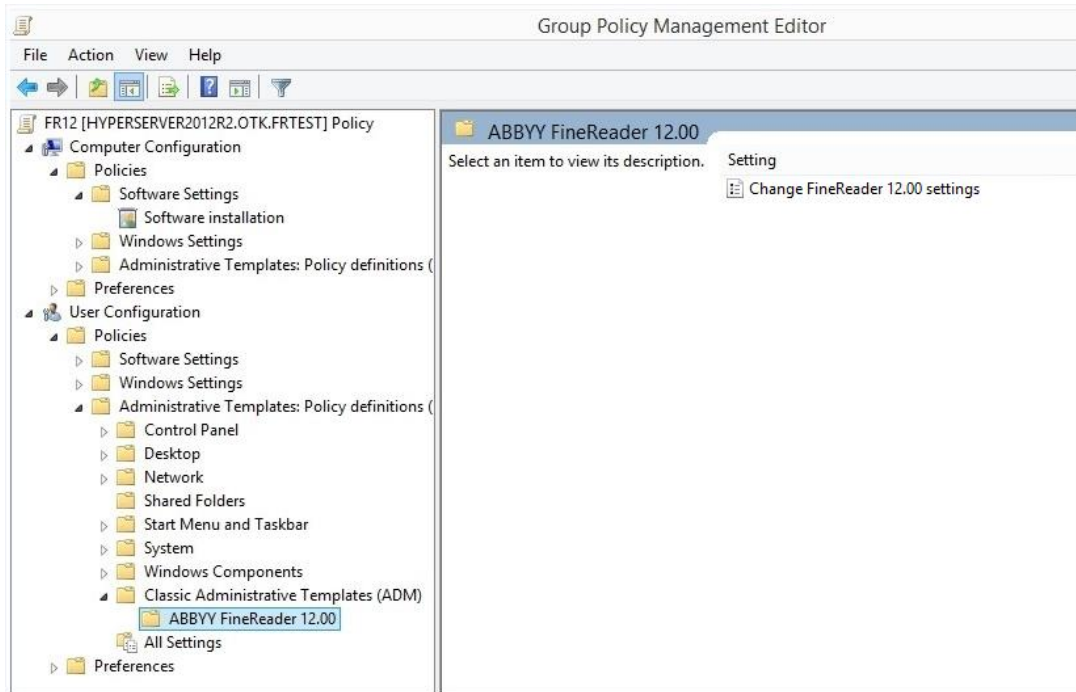 Group Policy Management Editor
File Action View Help
FR12 [HYPERSERVER2012R2.OTK.FRTEST] Policy
Computer Configuration
Policies
Software Settings
Software installation
Windows Settings
Administrative Templates: Policy definitions (
Preferences
User Configuration
Policies
Software Settings
Windows Settings
Administrative Templates: Policy definitions (
Control Panel
Desktop
Network
Shared Folders
Start Menu and Taskbar
System
Windows Components
Classic Administrative Templates (ADM)
ABBYY FineReader 12.00
All Settings
Preferences
ABBYY FineReader 12.00
Select an item to view its description.
Setting
Change FineReader 12.00 settings